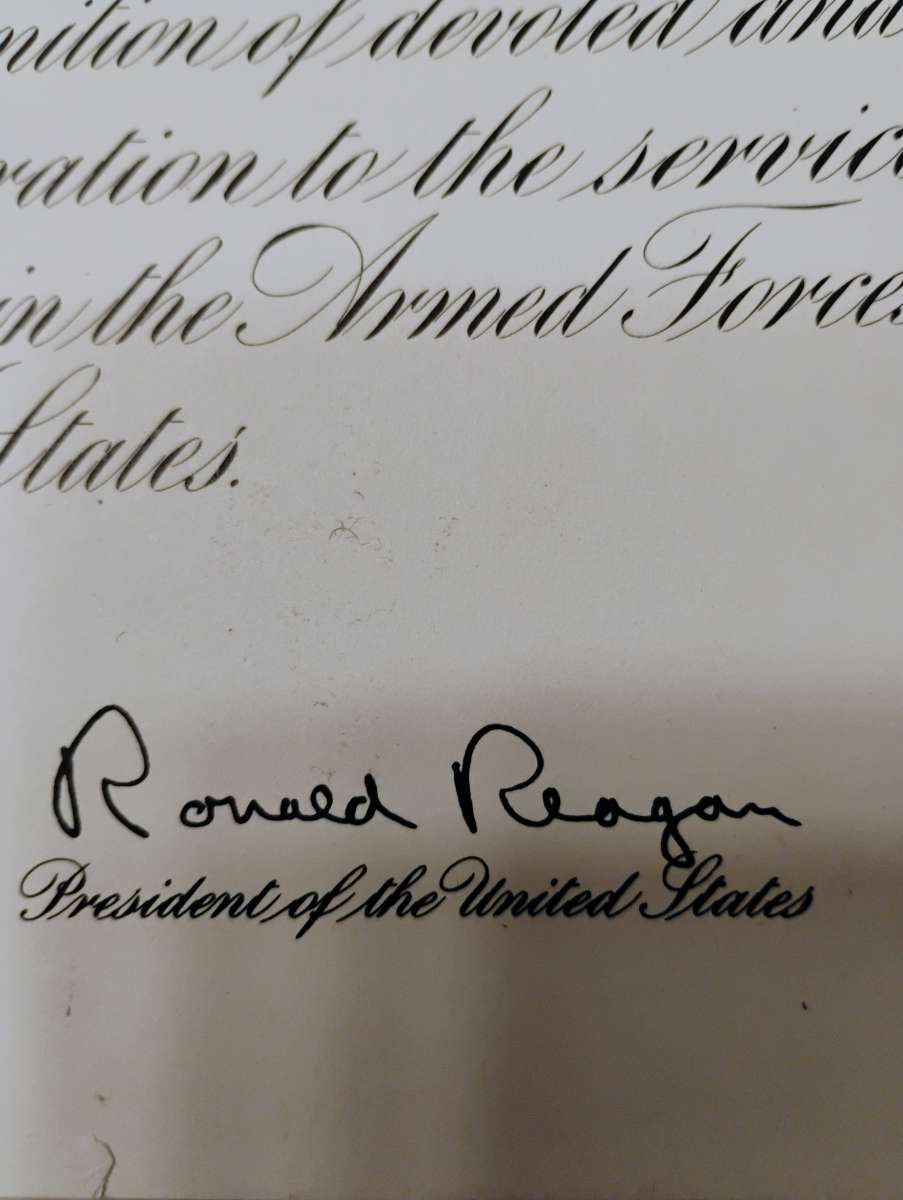 nition of devoted and
ration to the servic
in the Armed Forces
States.
Ronald Reagan
President of the United States